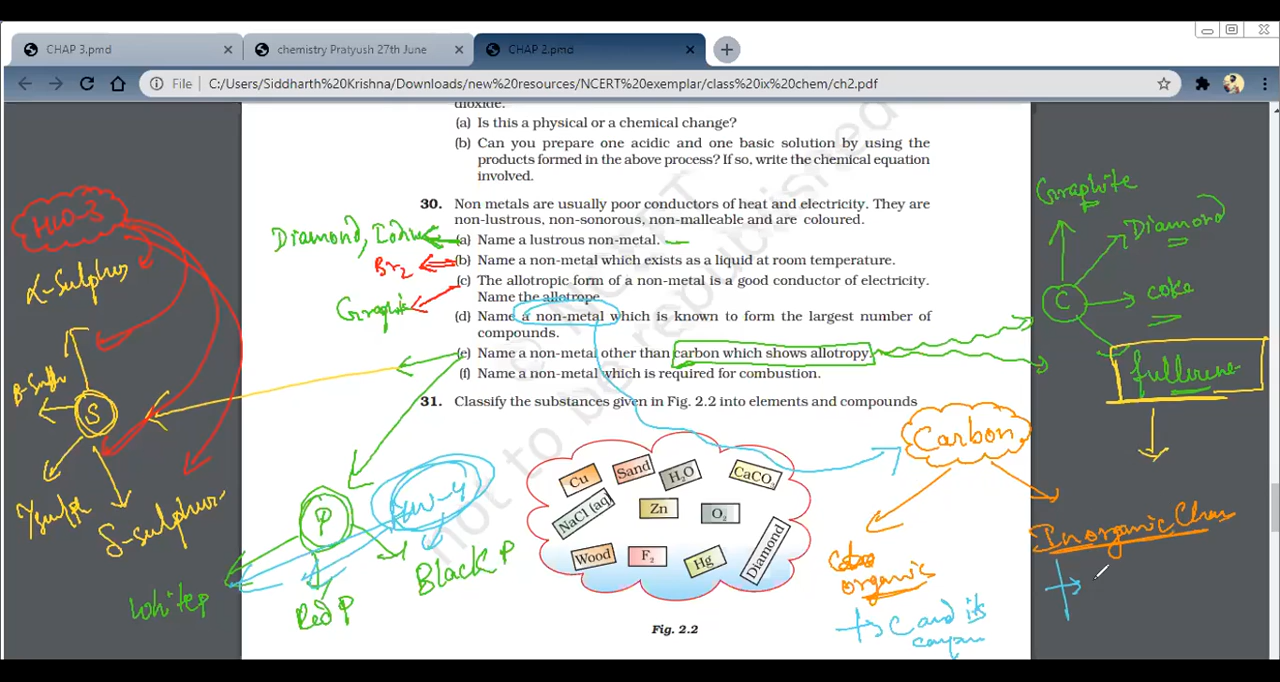 CHAP 3.pmd
chemistry Pratyush 27th June
CHAP 2.pmd
File
C:/Users/Siddharth%20Krishna/Downloads/new%20resources/NCERT%20exemplar/class%20ix%20chem/ch2.pdf
dioxide.
(a) Is this a physical or a chemical change?
(b) Can you prepare one acidic and one basic solution by using the
products formed in the above process? If so, write the chemical equation
involved.
30. Non metals are usually poor conductors of heat and electricity. They are
non-lustrous, non-sonorous, non-malleable and are coloured.
(a) Name a lustrous non-metal.
(b) Name a non-metal which exists as a liquid at room temperature.
(c) The allotropic form of a non-metal is a good conductor of electricity.
Name the allotrope.
(d) Name a non-metal which is known to form the largest number of
compounds.
(e) Name a non-metal other than carbon which shows allotropy.
(f) Name a non-metal which is required for combustion.
31. Classify the substances given in Fig. 2.2 into elements and compounds
Cu
Sand
H2O
CaCO3
NaCl (aq)
Zn
O2
Wood
F2
Hg
Diamond
Fig. 2.2
not to be republished
© NCERT
Diamond,
Br2
S
P
White P
Red P
Black P
Graphite
Diamond
C
coke
fullerene
Carbon
organic
C and its
Inorganic